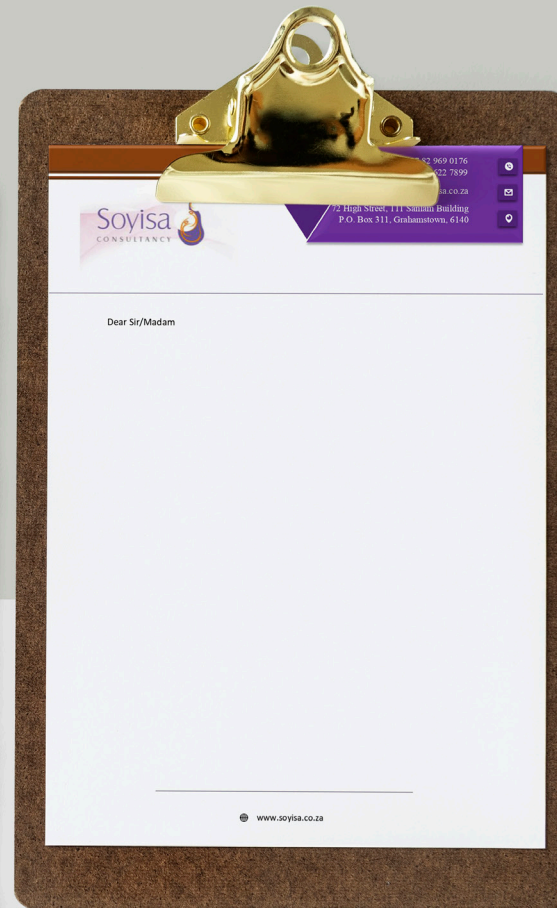 82 969 0176
622 7899
sa.co.za
72 High Street, 111 Sanlam Building
P.O. Box 311, Grahamstown, 6140
Soyisa
CONSULTANCY
Dear Sir/Madam
www.soyisa.co.za